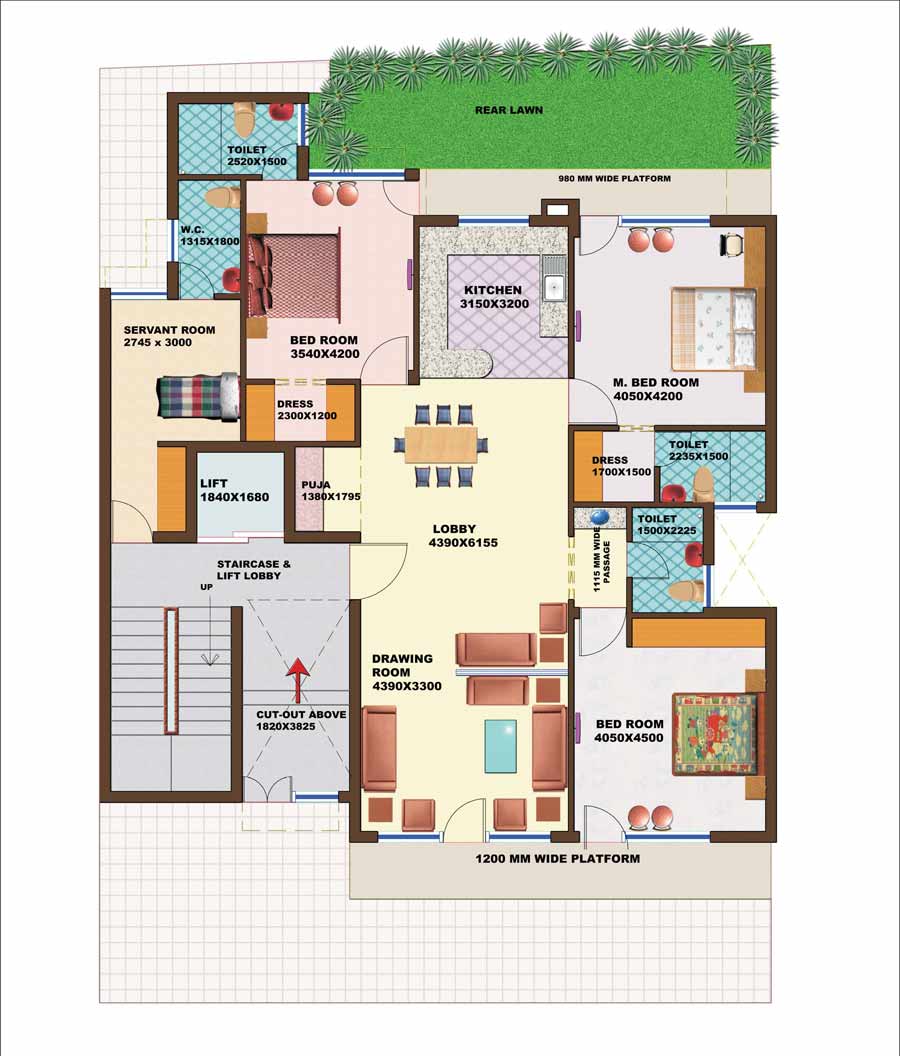 REAR LAWN
TOILET
2520X1500
980 MM WIDE PLATFORM
W.C.
1315X1800
KITCHEN
3150X3200
SERVANT ROOM
2745 x 3000
BED ROOM
3540X4200
M. BED ROOM
4050X4200
DRESS
2300X1200
TOILET
2235X1500
DRESS
1700X1500
LIFT
1840X1680
PUJA
1380X1795
LOBBY
4390X6155
TOILET
1500X2225
1115 MM WIDE
PASSAGE
STAIRCASE &
LIFT LOBBY
UP
DRAWING
ROOM
4390X3300
CUT-OUT ABOVE
1820X3825
BED ROOM
4050X4500
1200 MM WIDE PLATFORM